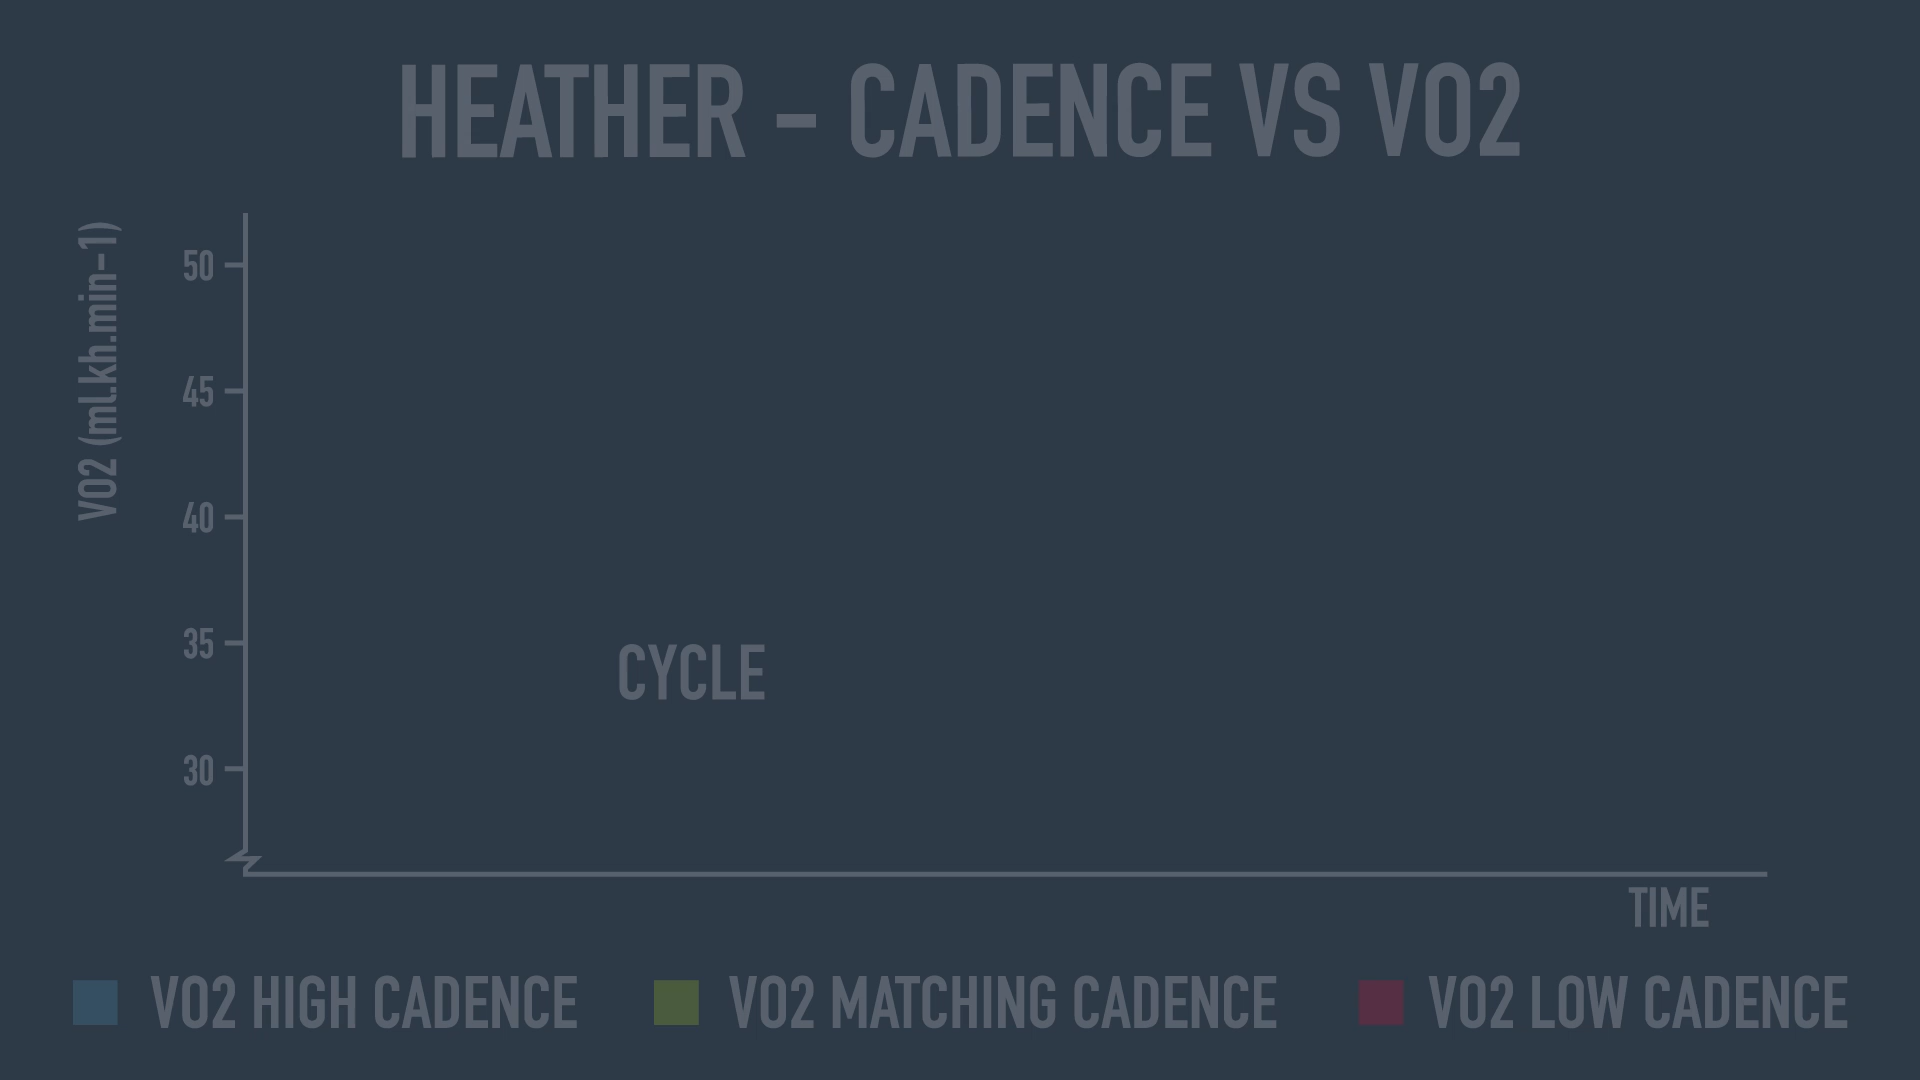 HEATHER - CADENCE VS VO2
VO2 (ml.kh.min-1)
50
45
40
35
30
CYCLE
TIME
VO2 HIGH CADENCE
VO2 MATCHING CADENCE
VO2 LOW CADENCE